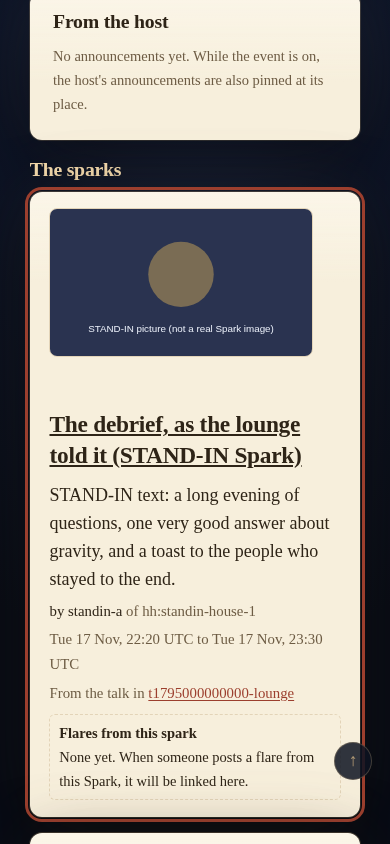 From the host
No announcements yet. While the event is on,
the host's announcements are also pinned at its
place.
The sparks
STAND-IN picture (not a real Spark image)
The debrief, as the lounge
told it (STAND-IN Spark)
STAND-IN text: a long evening of
questions, one very good answer about
gravity, and a toast to the people who
stayed to the end.
by standin-a of hh:standin-house-1
Tue 17 Nov, 22:20 UTC to Tue 17 Nov, 23:30
UTC
From the talk in t1795000000000-lounge
Flares from this spark
None yet. When someone posts a flare from
this Spark, it will be linked here.
↑